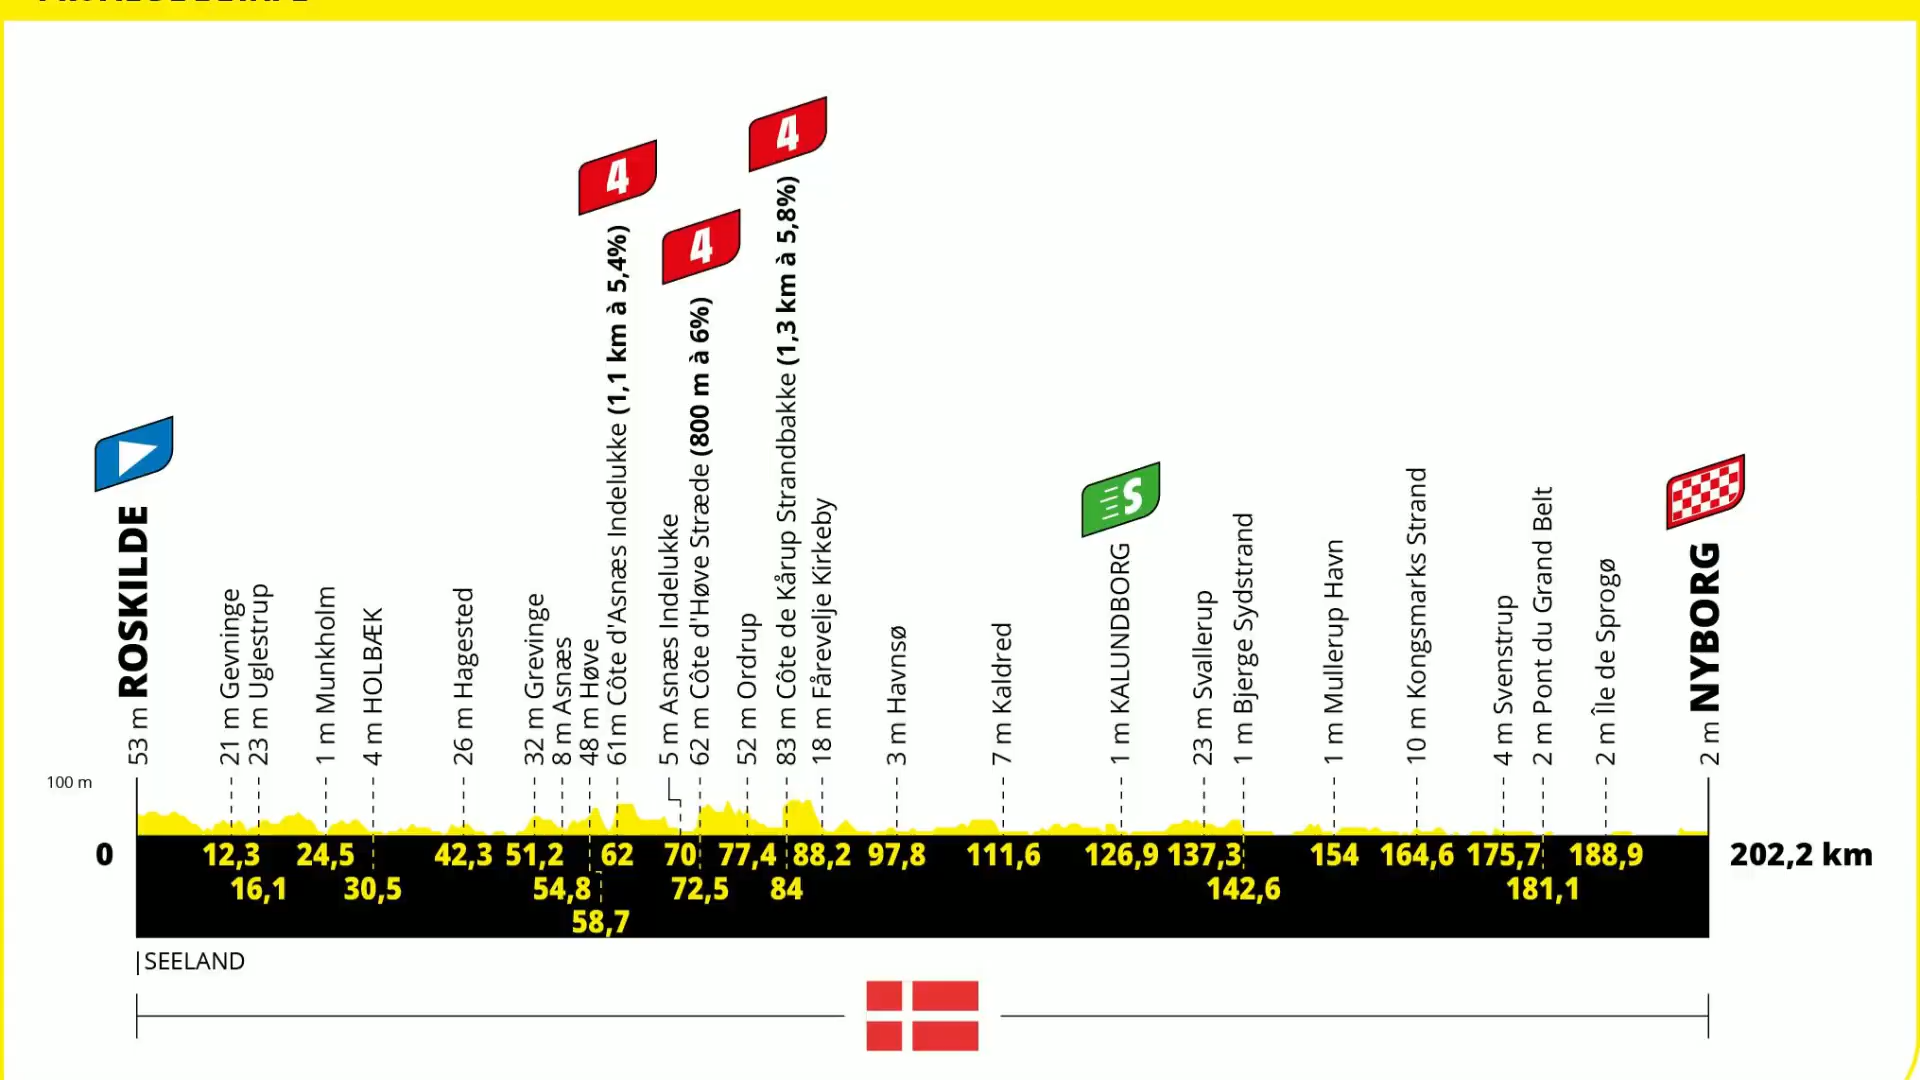 4
4
4
S
53 m ROSKILDE
21 m Gevninge
23 m Uglestrup
1 m Munkholm
4 m HOLBÆK
26 m Hagested
32 m Grevinge
8 m Asnæs
48 m Høve
61m Côte d'Asnæs Indelukke (1,1 km à 5,4%)
5 m Asnæs Indelukke
62 m Côte d'Høve Stræde (800 m à 6%)
52 m Ordrup
83 m Côte de Kårup Strandbakke (1,3 km à 5,8%)
18 m Fårevelje Kirkeby
3 m Havnsø
7 m Kaldred
1 m KALUNDBORG
23 m Svallerup
1 m Bjerge Sydstrand
1 m Mullerup Havn
10 m Kongsmarks Strand
4 m Svenstrup
2 m Pont du Grand Belt
2 m Île de Sprogø
2 m NYBORG
100 m
0 12,3 24,5 42,3 51,2 62 70 77,4 88,2 97,8 111,6 126,9 137,3 154 164,6 175,7 188,9 202,2 km
16,1 30,5 54,8 72,5 84 142,6 181,1
58,7
SEELAND